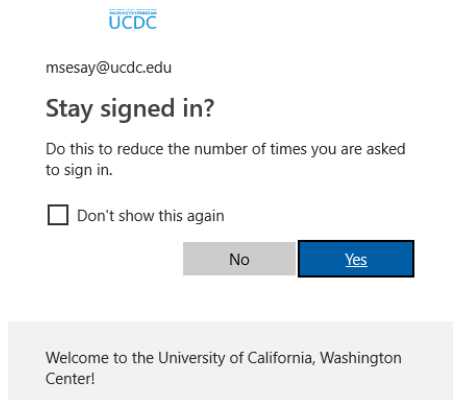 UCDC
msesay@ucdc.edu
Stay signed in?
Do this to reduce the number of times you are asked
to sign in.
Don't show this again
No
Yes
Welcome to the University of California, Washington
Center!